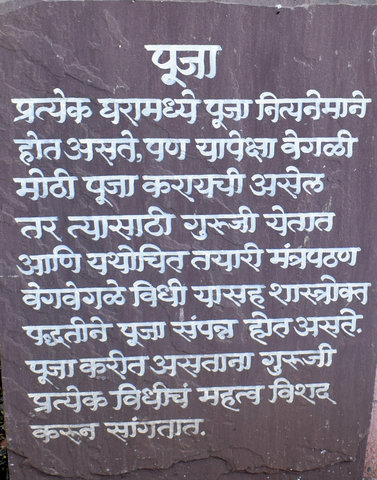 पूजा
प्रत्येक घरामध्ये पूजा नित्यनेमाने
होत असते, पण यापेक्षा वेगळी
मोठी पूजा करायची असेल
तर त्यासाठी गुरूजी येतात
आणि यथोचित तयारी मंत्रपठण
वेगवेगळे विधी यासह शास्त्रोक्त
पद्धतीने पूजा संपन्न होत असते.
पूजा करीत असताना गुरूजी
प्रत्येक विधीचं महत्व विशद
करून सांगतात.